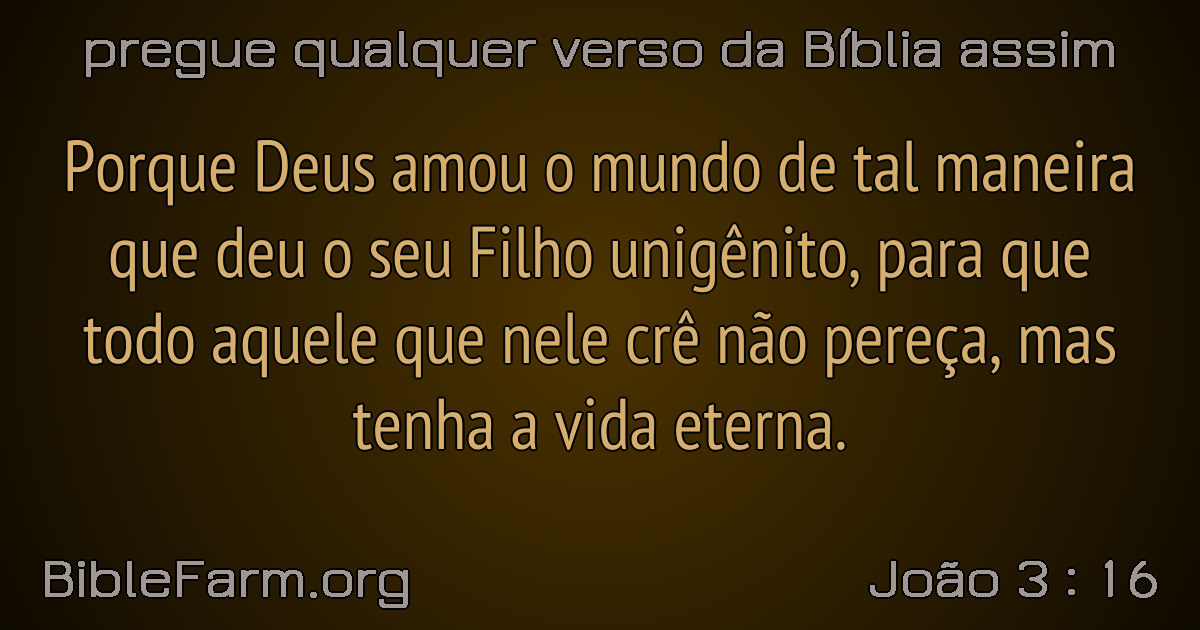 pregue qualquer verso da Bíblia assim
Porque Deus amou o mundo de tal maneira
que deu o seu Filho unigênito, para que
todo aquele que nele crê não pereça, mas
tenha a vida eterna.
BibleFarm.org
João 3 : 16